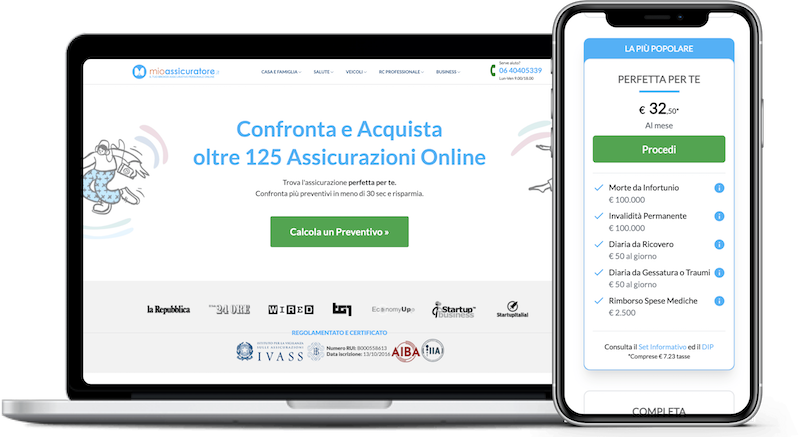 mioassicuratore.it
CASA E FAMIGLIA
SALUTE
VEICOLI
RC PROFESSIONALE
BUSINESS
Serve aiuto?
06 40405339
Lun-Ven 9.00/18.00
Confronta e Acquista
oltre 125 Assicurazioni Online
Trova l'assicurazione perfetta per te.
Confronta più preventivi in meno di 30 sec e risparmia.
Calcola un Preventivo »
la Repubblica
24 ORE
WIRED
tg1
EconomyUp
Startup business
StartupItalia!
REGOLAMENTATO E CERTIFICATO
ISTITUTO PER LA VIGILANZA
SULLE ASSICURAZIONI
IVASS
Numero RUI: B000558613
Data Iscrizione: 13/10/2016
AIBA
IIA
LA PIÙ POPOLARE
PERFETTA PER TE
€ 32,50*
Al mese
Procedi
Morte da Infortunio
€ 100.000
Invalidità Permanente
€ 100.000
Diaria da Ricovero
€ 50 al giorno
Diaria da Gessatura o Traumi
€ 50 al giorno
Rimborso Spese Mediche
€ 2.500
Consulta il Set Informativo ed il DIP
*Comprese € 7.23 tasse
COMPLETA